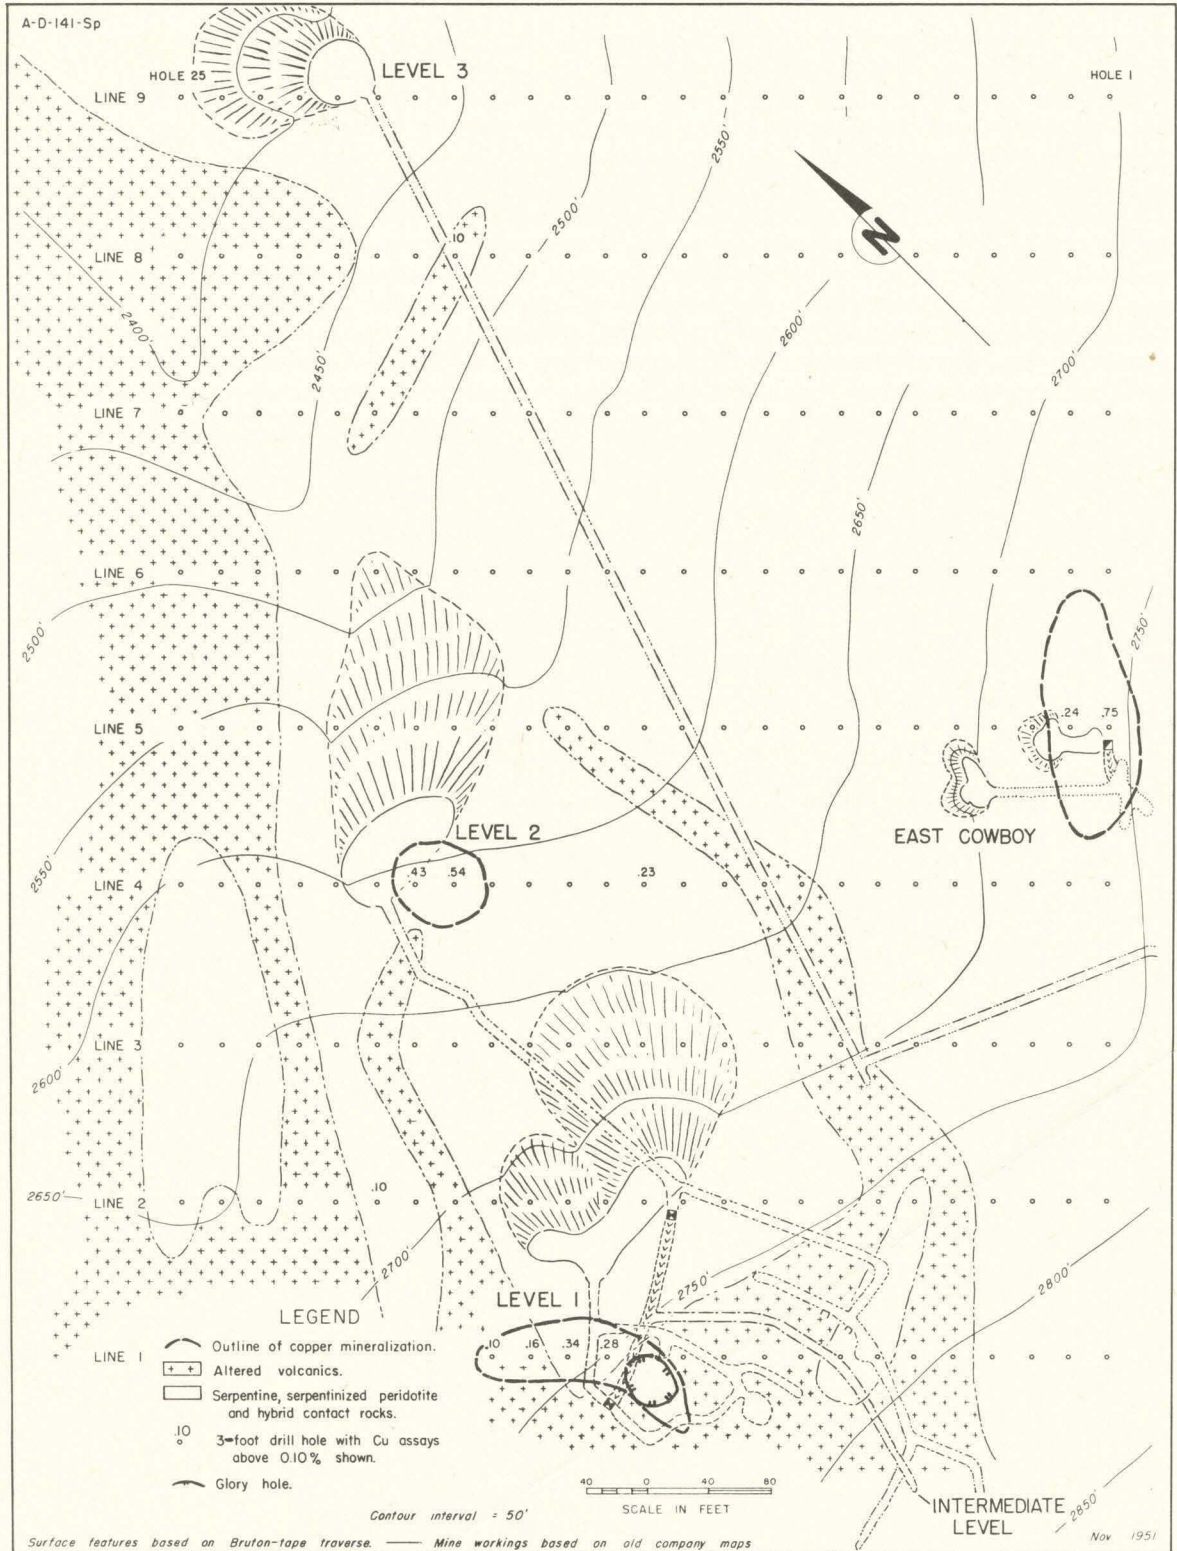 A-D-141-Sp
HOLE 25
LEVEL 3
HOLE 1
LINE 9
2550'
2500'
N
LINE 8
.10
2400'
2600'
2450'
2700'
LINE 7
2650'
LINE 6
2500'
2750'
LINE 5
.24 .75
LEVEL 2
EAST COWBOY
2550'
LINE 4
.43 .54
.23
LINE 3
2600'
2650'
LINE 2
.10
2700'
2750'
2800'
LEGEND
LEVEL 1
Outline of copper mineralization.
LINE 1
.10 .16 .34 .28
Altered volcanics.
Serpentine, serpentinized peridotite
and hybrid contact rocks.
.10
3-foot drill hole with Cu assays
above 0.10% shown.
Glory hole.
40 0 40 80
SCALE IN FEET
INTERMEDIATE
LEVEL
2850'
Contour interval = 50'
Surface features based on Bruton-tape traverse. —— Mine workings based on old company maps
Nov 1951